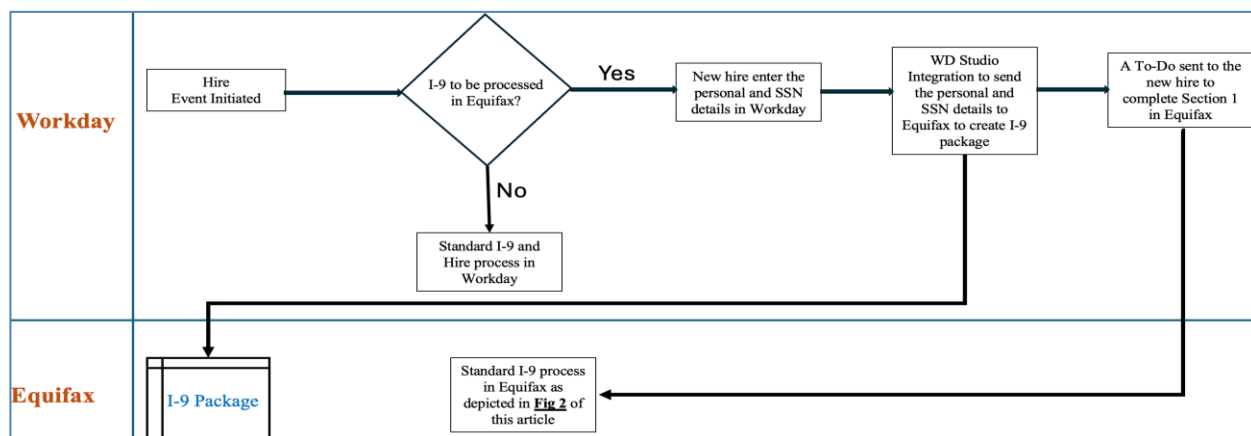 Workday
Hire
Event Initiated
I-9 to be processed
in Equifax?
Yes
No
New hire enter the
personal and SSN
details in Workday
WD Studio
Integration to send
the personal and
SSN details to
Equifax to create I-9
package
A To-Do sent to the
new hire to
complete Section 1
in Equifax
Standard I-9 and
Hire process in
Workday
Equifax
I-9 Package
Standard I-9 process
in Equifax as
depicted in Fig 2 of
this article